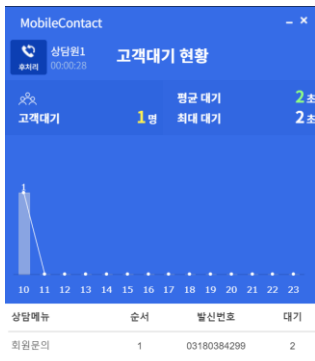 MobileContact
상담원1
후처리 00:00:28
고객대기 현황
고객대기 1명
평균 대기 2초
최대 대기 2초
1
10 11 12 13 14 15 16 17 18 19 20 21 22 23
상담메뉴 순서 발신번호 대기
회원문의 1 03180384299 2